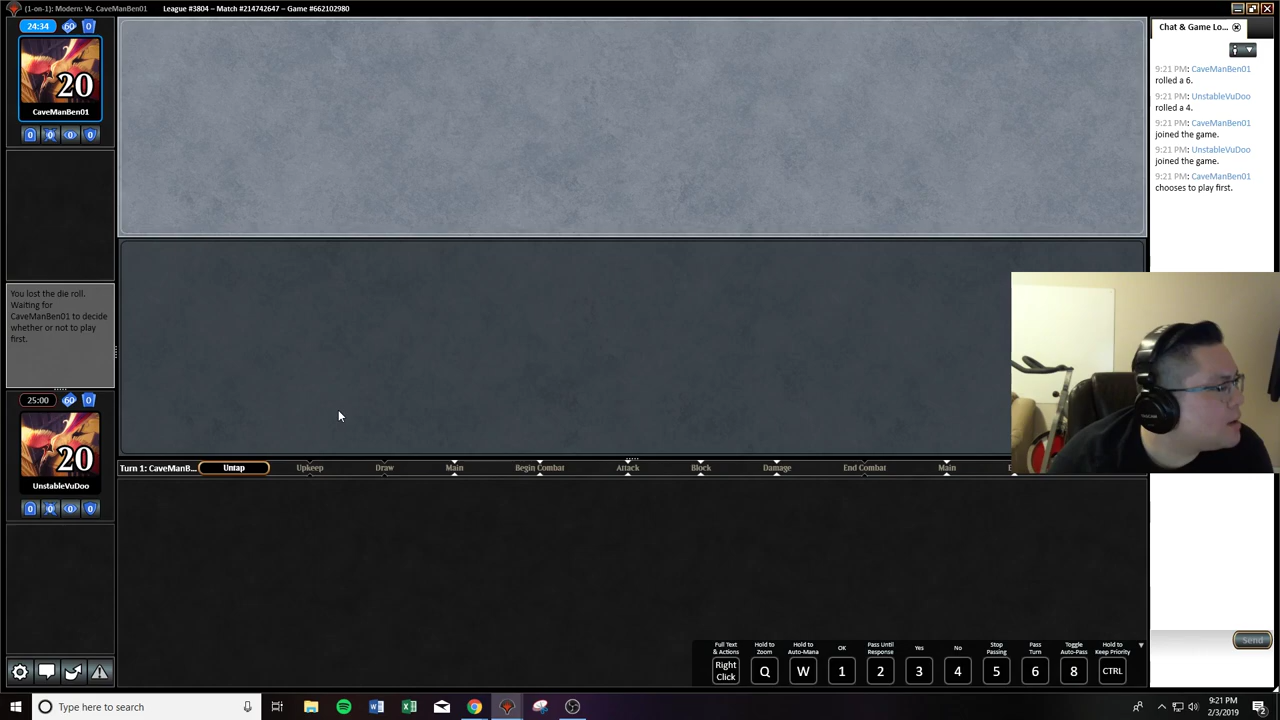 (1-on-1): Modern: Vs. CaveManBen01 League #3804 – Match #214742647 – Game #662102980
24:34 60 0
20
CaveManBen01
0 0 0 0
You lost the die roll.
Waiting for
CaveManBen01 to decide
whether or not to play
first.
25:00 60 0
20
UnstableVuDoo
0 0 0 0
Turn 1: CaveManB... Untap Upkeep Draw Main Begin Combat Attack Block Damage End Combat Main
Chat & Game Lo...
9:21 PM: CaveManBen01
rolled a 6.
9:21 PM: UnstableVuDoo
rolled a 4.
9:21 PM: CaveManBen01
joined the game.
9:21 PM: UnstableVuDoo
joined the game.
9:21 PM: CaveManBen01
chooses to play first.
Send
Full Text & Actions
Right Click
Hold to Zoom
Q
Hold to Auto-Mana
W
OK
1
Pass Until Response
2
Yes
3
No
4
Stop Passing
5
Pass Turn
6
Toggle Auto-Pass
8
Hold to Keep Priority
CTRL
Type here to search
9:21 PM
2/3/2019
2